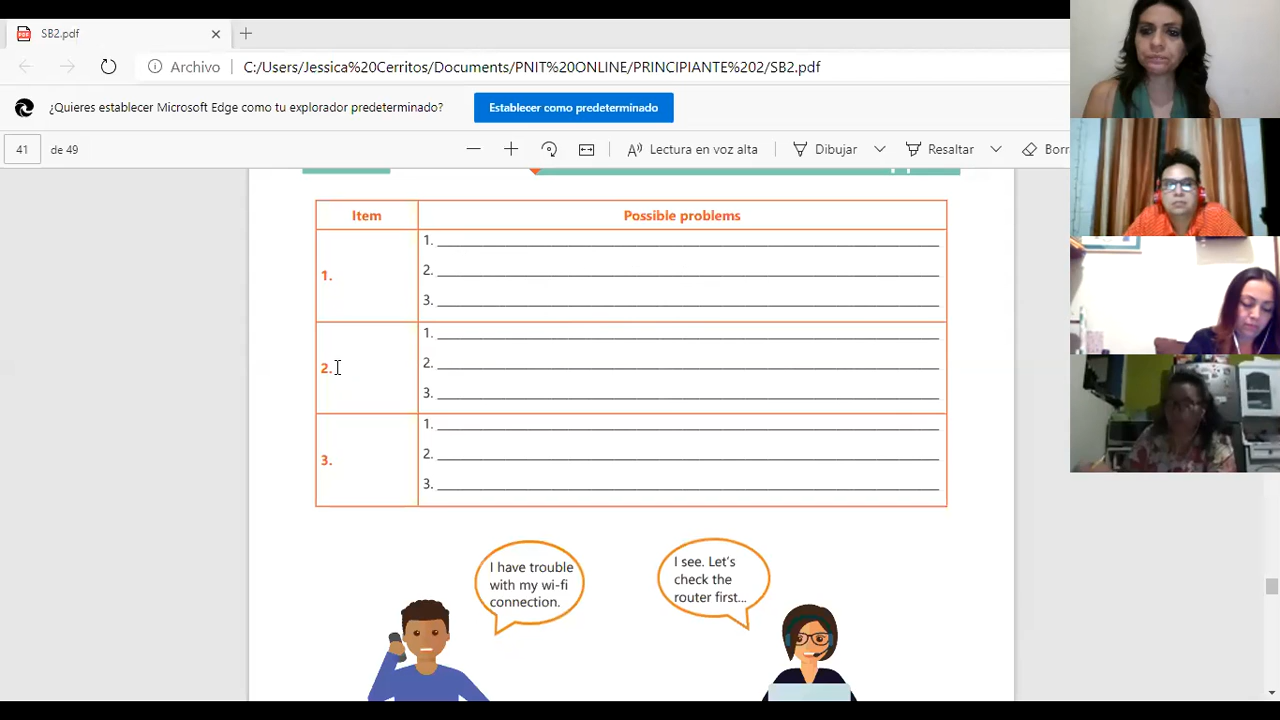 SB2.pdf
Archivo C:/Users/Jessica%20Cerritos/Documents/PNIT%20ONLINE/PRINCIPIANTE%202/SB2.pdf
¿Quieres establecer Microsoft Edge como tu explorador predeterminado? Establecer como predeterminado
41 de 49 Lectura en voz alta Dibujar Resaltar Borr
Item Possible problems
1.
1.
2.
3.
2.
1.
2.
3.
3.
1.
2.
3.
I have trouble
with my wi-fi
connection.
I see. Let's
check the
router first...